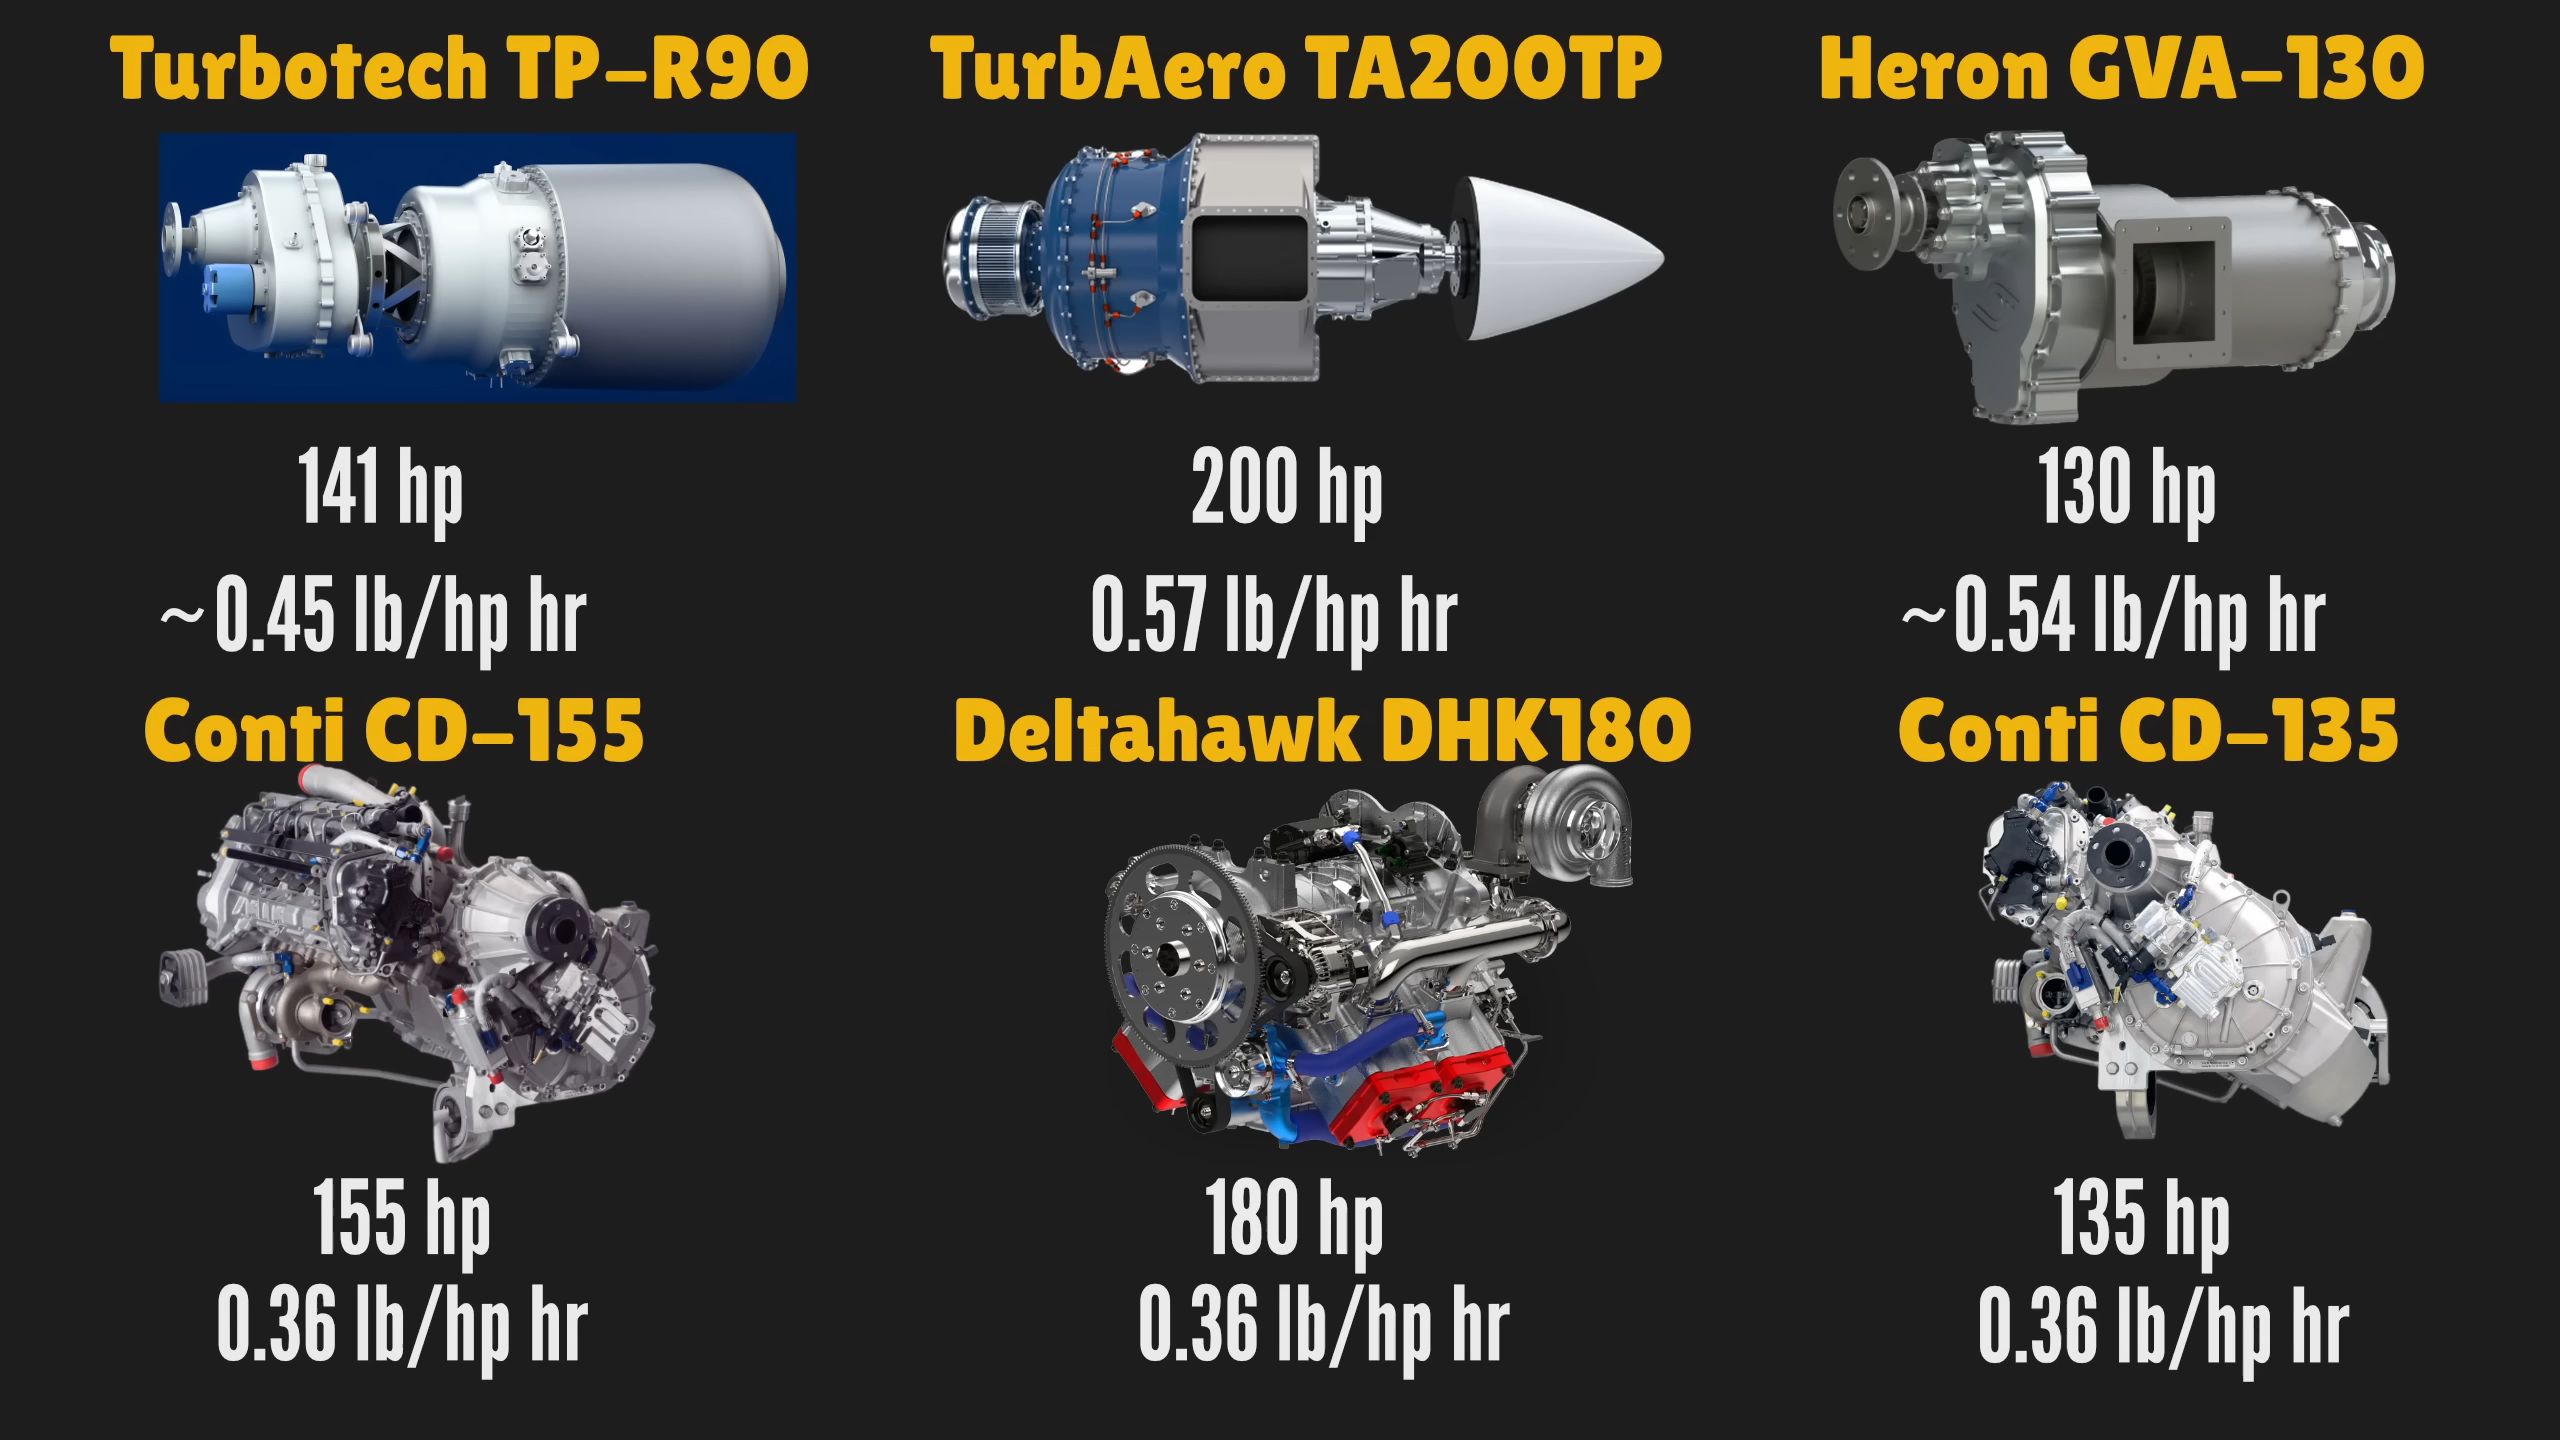 Turbotech TP-R90
TurbAero TA200TP
Heron GVA-130
141 hp
200 hp
130 hp
~0.45 lb/hp hr
0.57 lb/hp hr
~0.54 lb/hp hr
Conti CD-155
Deltahawk DHK180
Conti CD-135
155 hp
180 hp
135 hp
0.36 lb/hp hr
0.36 lb/hp hr
0.36 lb/hp hr